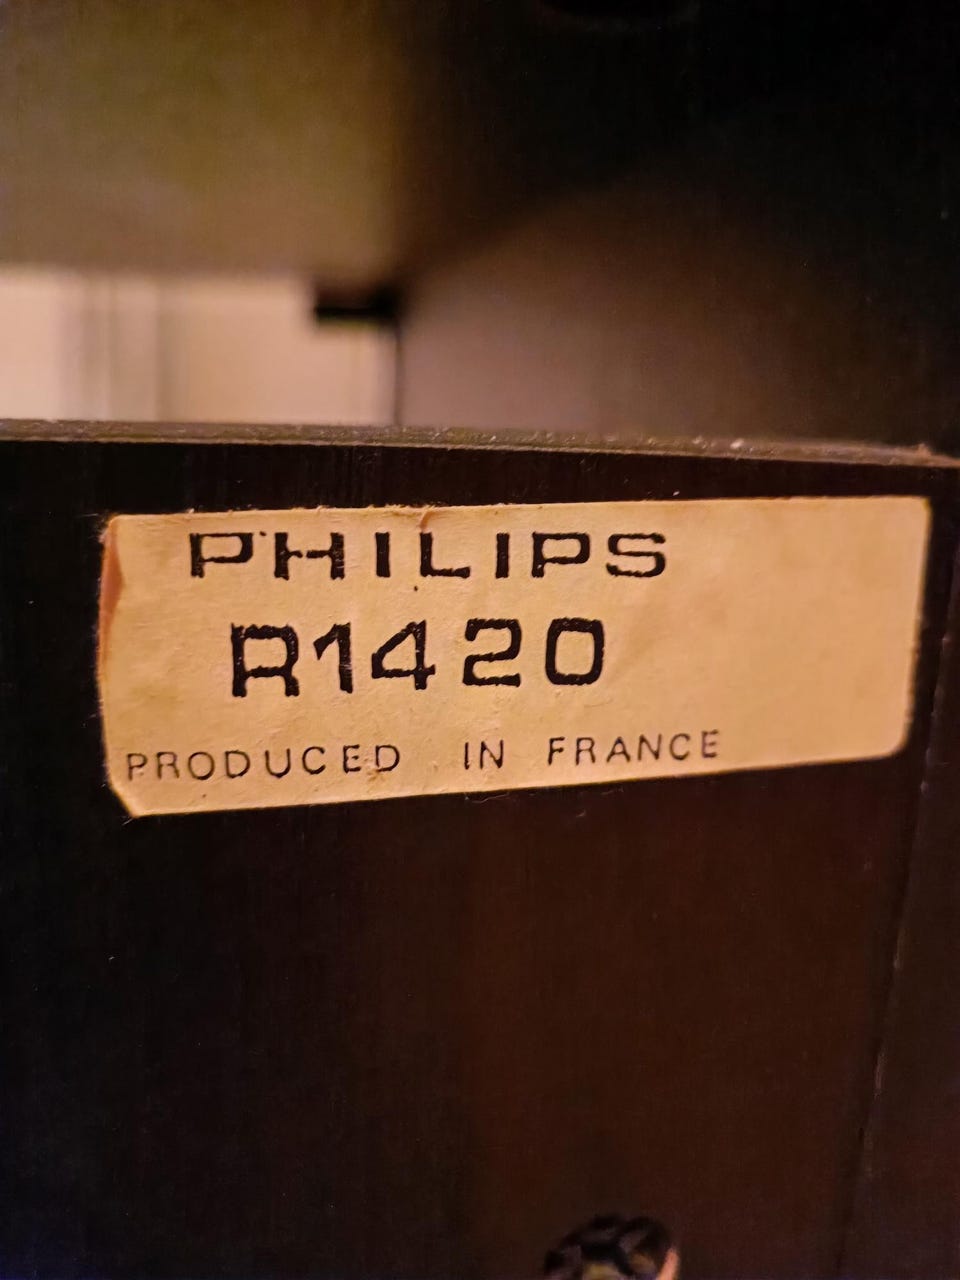 PHILIPS
R1420
PRODUCED IN FRANCE